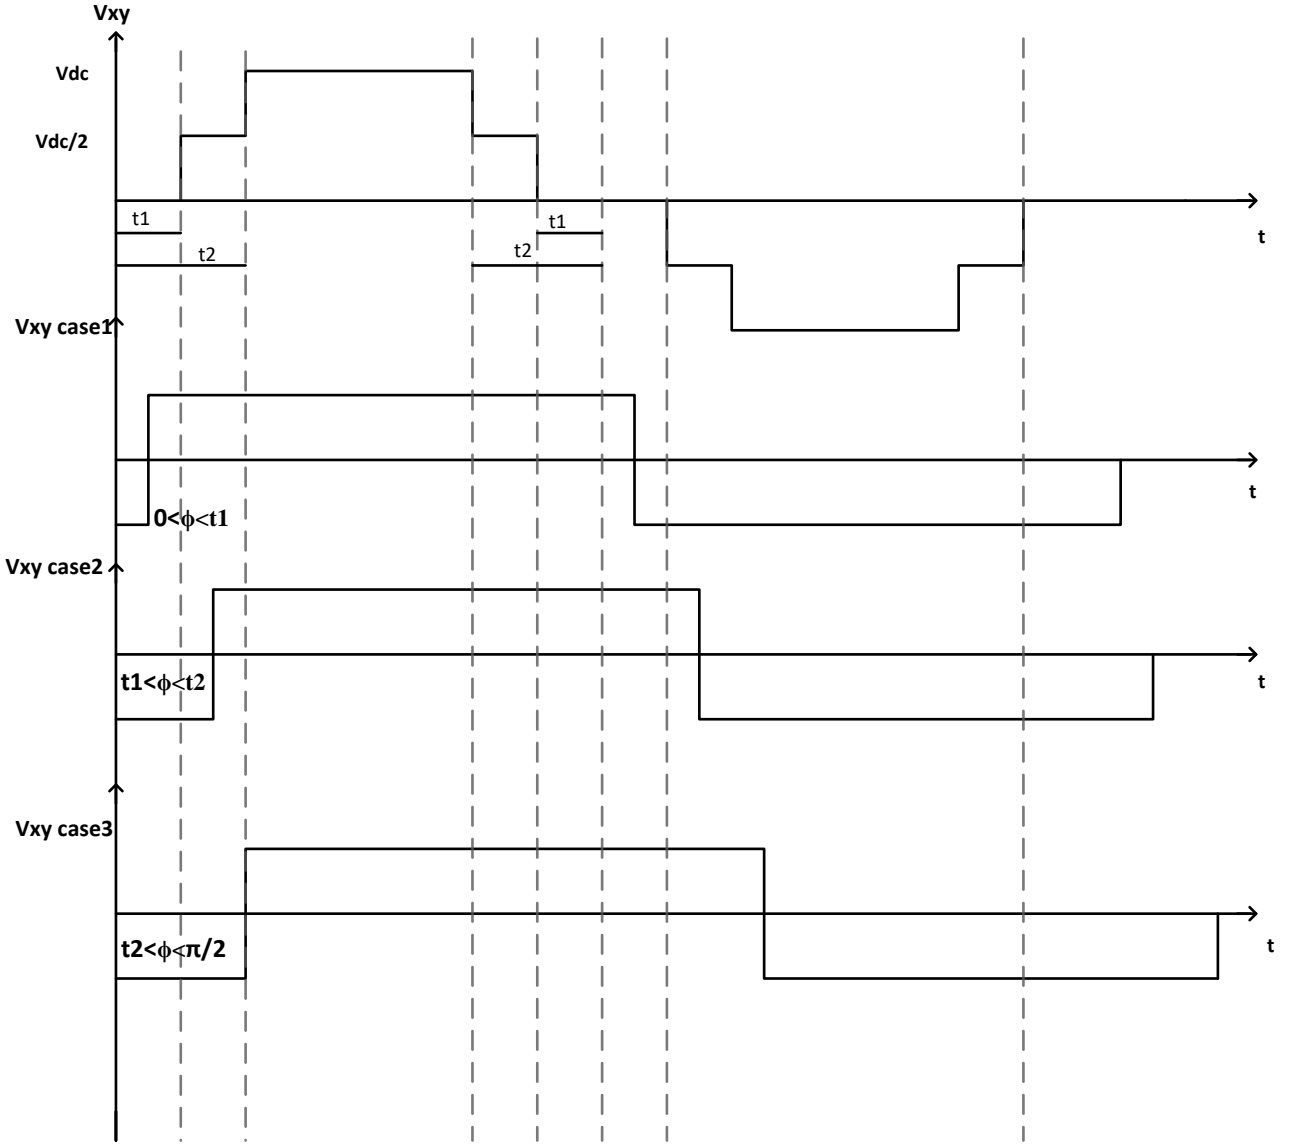 Vxy
Vdc
Vdc/2
t1
t1
t2
t2
t
Vxy case1
t
0<ϕ<t1
Vxy case2
t1<ϕ<t2
t
Vxy case3
t2<ϕ<π/2
t